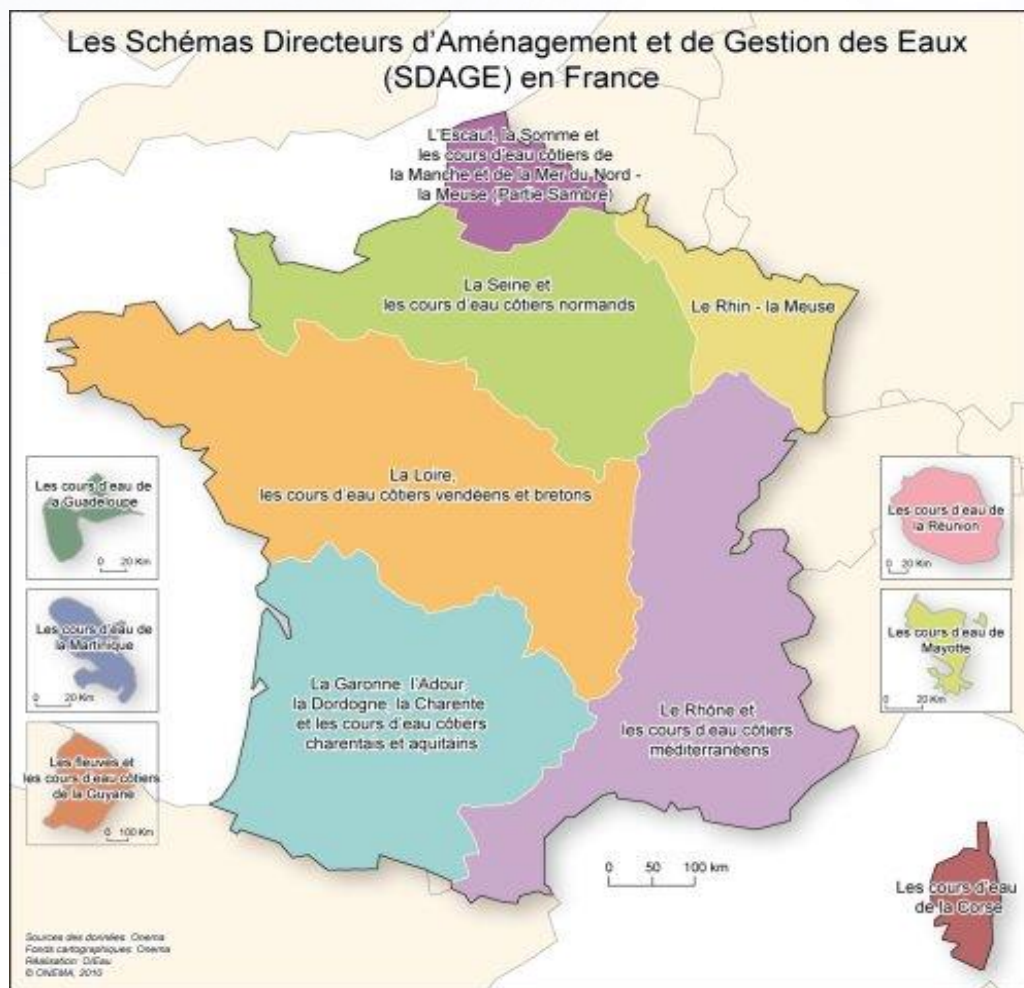 Les Schémas Directeurs d'Aménagement et de Gestion des Eaux
(SDAGE) en France
L'Escaut, la Somme et
les cours d'eau côtiers de
la Manche et de la Mer du Nord -
la Meuse (Partie Sambre)
La Seine et
les cours d'eau côtiers normands
Le Rhin - la Meuse
La Loire,
les cours d'eau côtiers vendéens et bretons
Les cours d'eau de
la Guadeloupe
0 20 Km
Les cours d'eau de
la Réunion
0 20 Km
Les cours d'eau de
la Martinique
0 20 Km
Les cours d'eau de
Mayotte
0 20 Km
La Garonne, l'Adour,
la Dordogne, la Charente
et les cours d'eau côtiers
charentais et aquitains
Le Rhône et
les cours d'eau côtiers
méditerranéens
Les fleuves et
les cours d'eau côtiers
de la Guyane
0 100 Km
0 50 100 km
Les cours d'eau
de la Corse
Sources des données: Onema
Fonds cartographiques: Onema
Réalisation: OIEau
© ONEMA, 2010